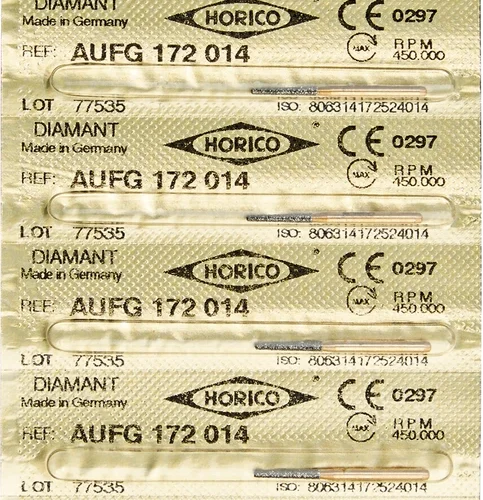 DIAMANT
Made in Germany
HORICO
CE 0297
REF: AUFG 172 014
MAX RPM
450.000
LOT 77535
ISO: 806314172524014
DIAMANT
Made in Germany
HORICO
CE 0297
REF: AUFG 172 014
MAX RPM
450.000
LOT 77535
ISO: 806314172524014
DIAMANT
Made in Germany
HORICO
CE 0297
REF: AUFG 172 014
MAX RPM
450.000
LOT 77535
ISO: 806314172524014
DIAMANT
Made in Germany
HORICO
CE 0297
REF: AUFG 172 014
MAX RPM
450.000
LOT 77535
ISO: 806314172524014